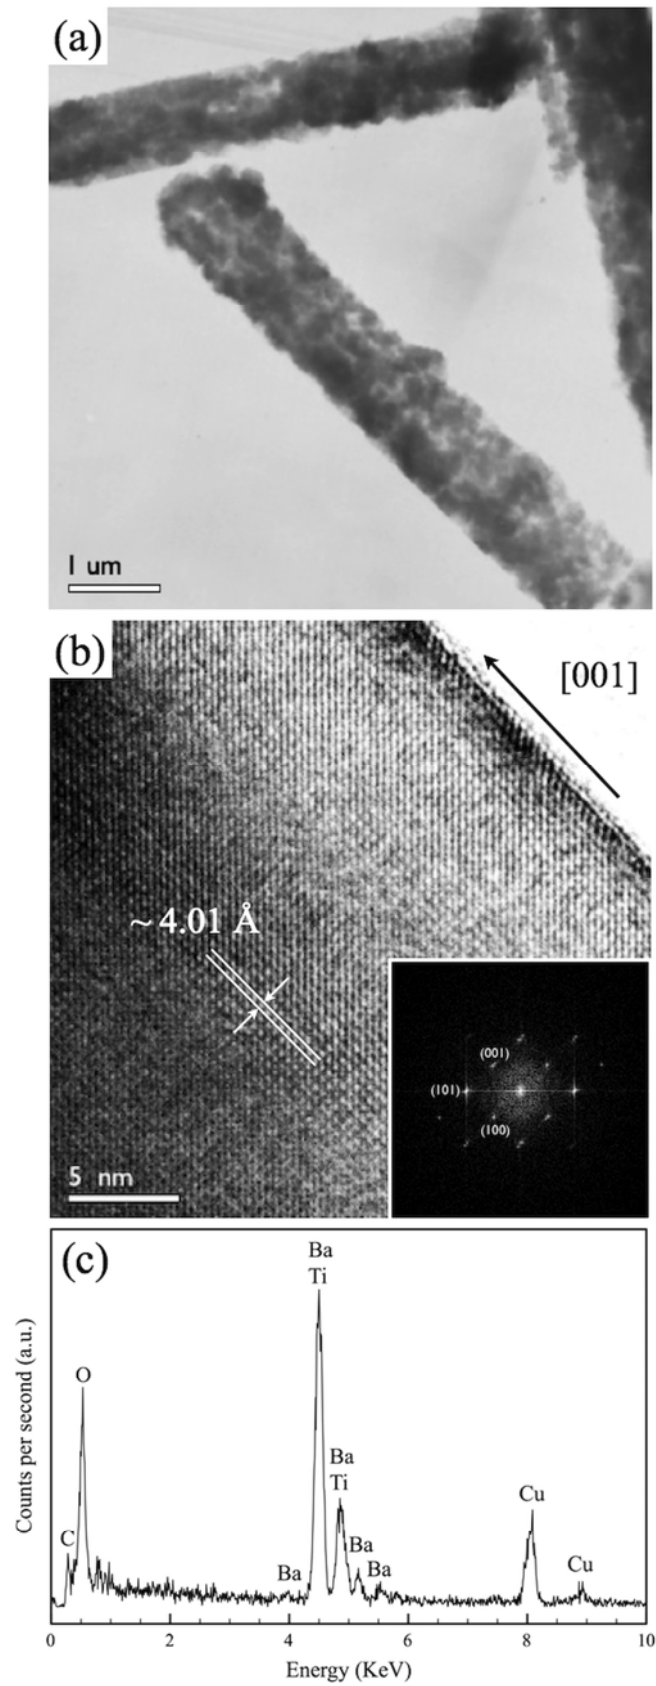 (a)
1 um
(b)
[001]
~ 4.01 Å
(001)
(101)
(100)
5 nm
(c)
Ba
Ti
O
Ba
Ti
Cu
C
Ba
Ba
Ba
Cu
Counts per second (a.u.)
0 2 4 6 8 10
Energy (KeV)